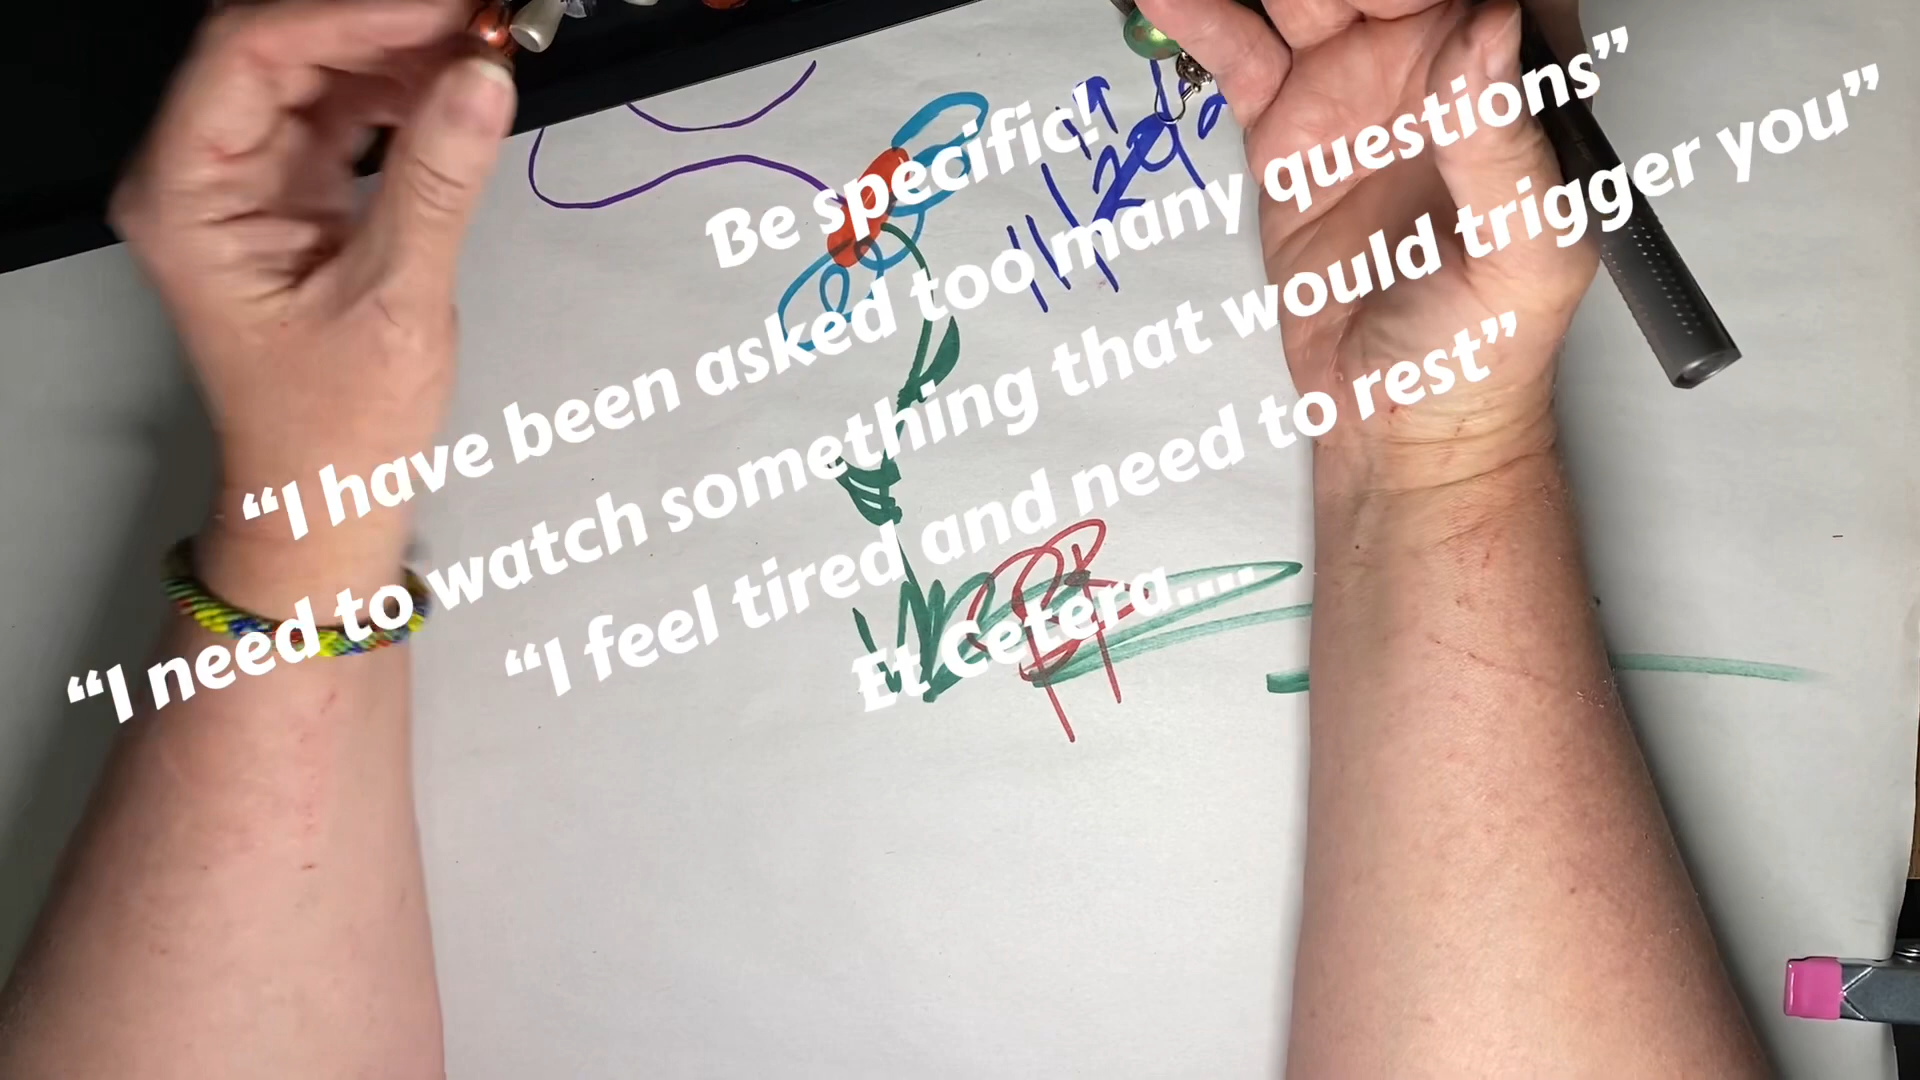 Be specific!
“I have been asked too many questions”
“I need to watch something that would trigger you”
“I feel tired and need to rest”
Et Cetera....